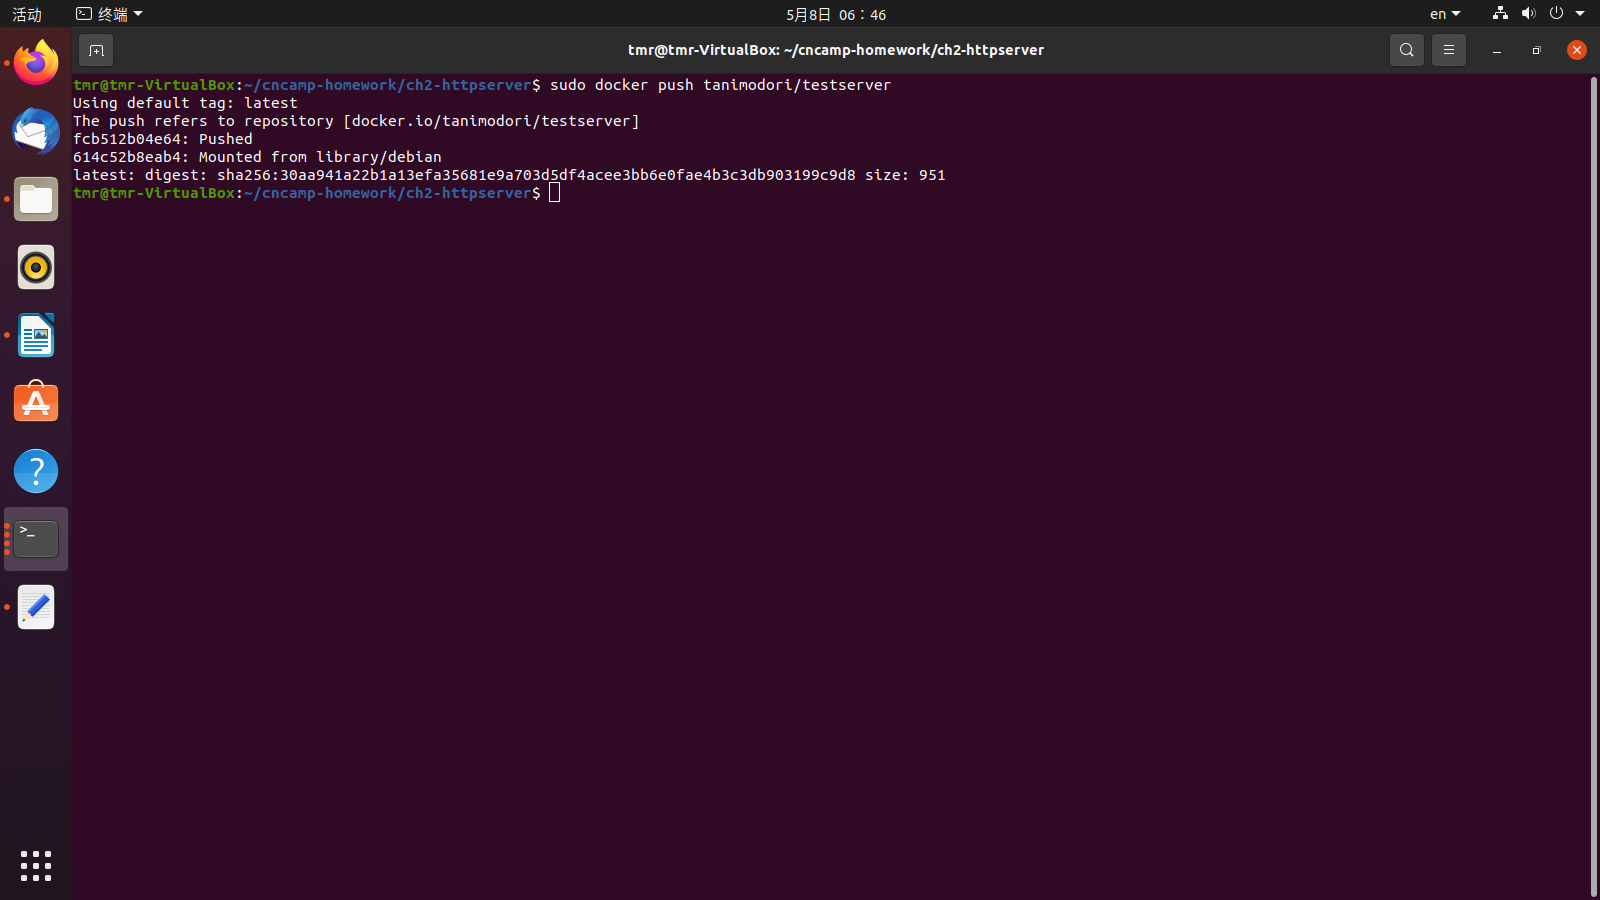 活动
终端
5月8日 06：46
en
tmr@tmr-VirtualBox: ~/cncamp-homework/ch2-httpserver
tmr@tmr-VirtualBox:~/cncamp-homework/ch2-httpserver$ sudo docker push tanimodori/testserver
Using default tag: latest
The push refers to repository [docker.io/tanimodori/testserver]
fcb512b04e64: Pushed
614c52b8eab4: Mounted from library/debian
latest: digest: sha256:30aa941a22b1a13efa35681e9a703d5df4acee3bb6e0fae4b3c3db903199c9d8 size: 951
tmr@tmr-VirtualBox:~/cncamp-homework/ch2-httpserver$